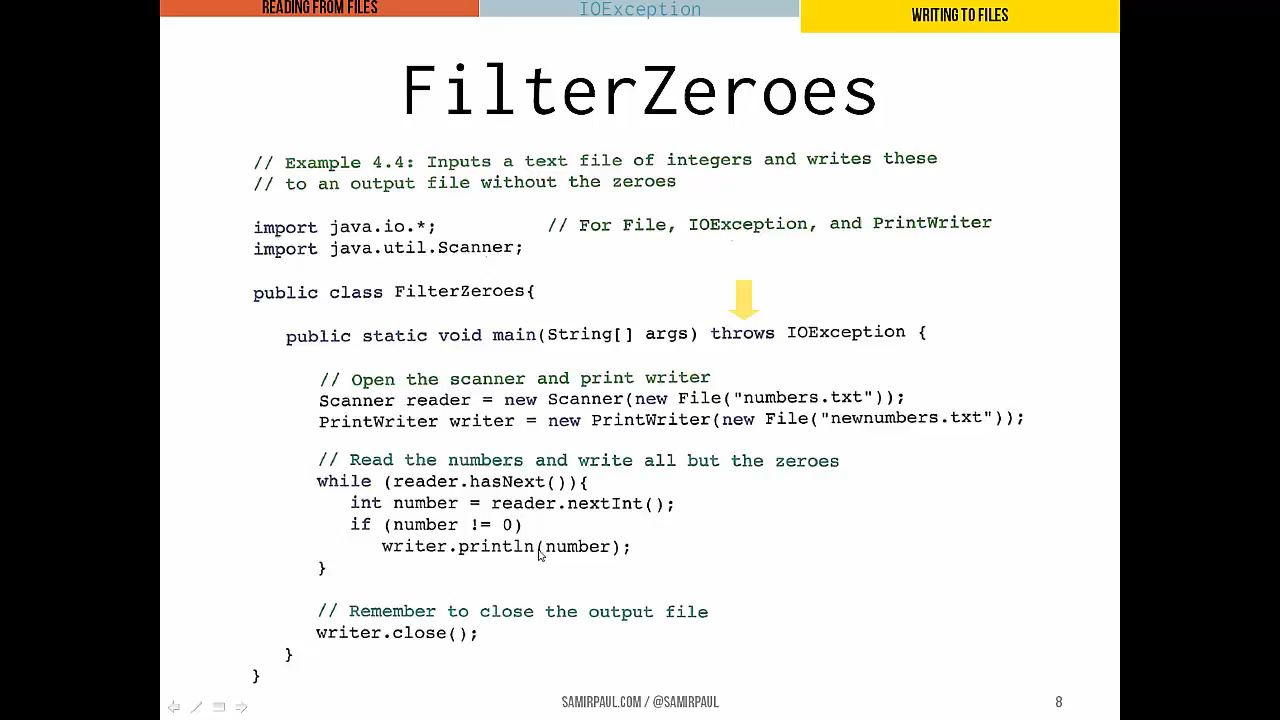 READING FROM FILES
IOException
WRITING TO FILES
FilterZeroes
// Example 4.4: Inputs a text file of integers and writes these
// to an output file without the zeroes
import java.io.*; // For File, IOException, and PrintWriter
import java.util.Scanner;
public class FilterZeroes{
public static void main(String[] args) throws IOException {
// Open the scanner and print writer
Scanner reader = new Scanner(new File("numbers.txt"));
PrintWriter writer = new PrintWriter(new File("newnumbers.txt"));
// Read the numbers and write all but the zeroes
while (reader.hasNext()){
int number = reader.nextInt();
if (number != 0)
writer.println(number);
}
// Remember to close the output file
writer.close();
}
}
SAMIRPAUL.COM / @SAMIRPAUL
8